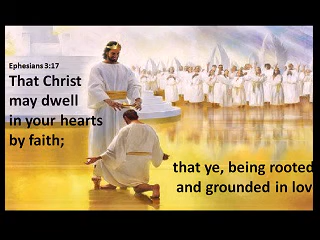 Ephesians 3:17
That Christ
may dwell
in your hearts
by faith;
that ye, being rooted
and grounded in lov